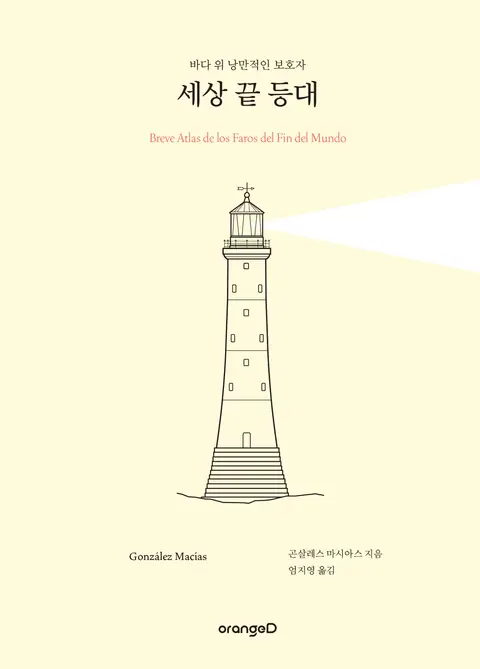 바다 위 낭만적인 보호자
세상 끝 등대
Breve Atlas de los Faros del Fin del Mundo
González Macías
곤살레스 마시아스 지음
엄지영 옮김
orangeD